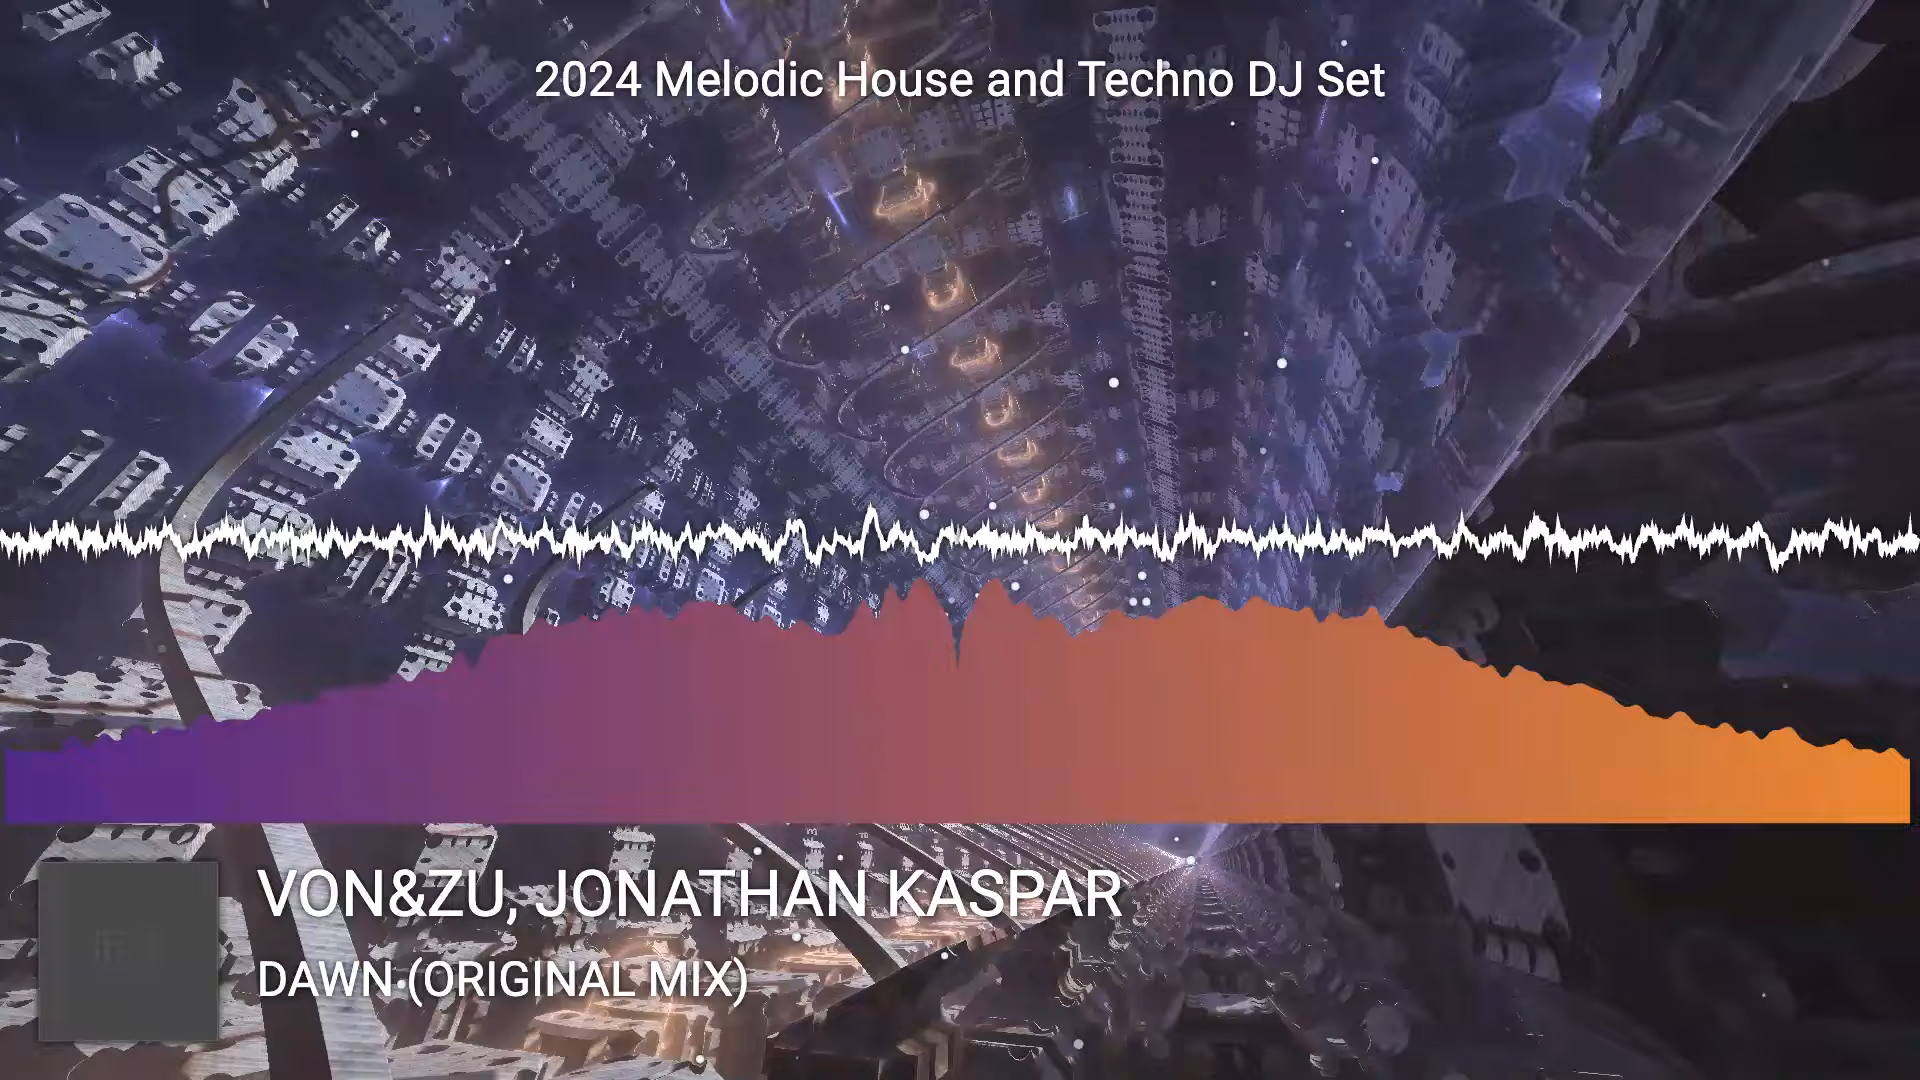 2024 Melodic House and Techno DJ Set
VON&ZU, JONATHAN KASPAR
DAWN (ORIGINAL MIX)